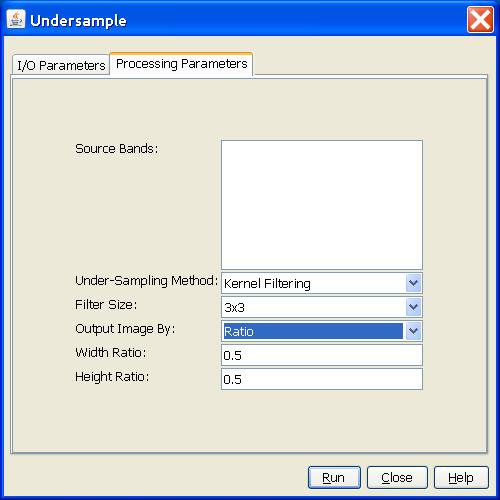 Undersample
I/O Parameters
Processing Parameters
Source Bands:
Under-Sampling Method: Kernel Filtering
Filter Size: 3x3
Output Image By: Ratio
Width Ratio: 0.5
Height Ratio: 0.5
Run Close Help